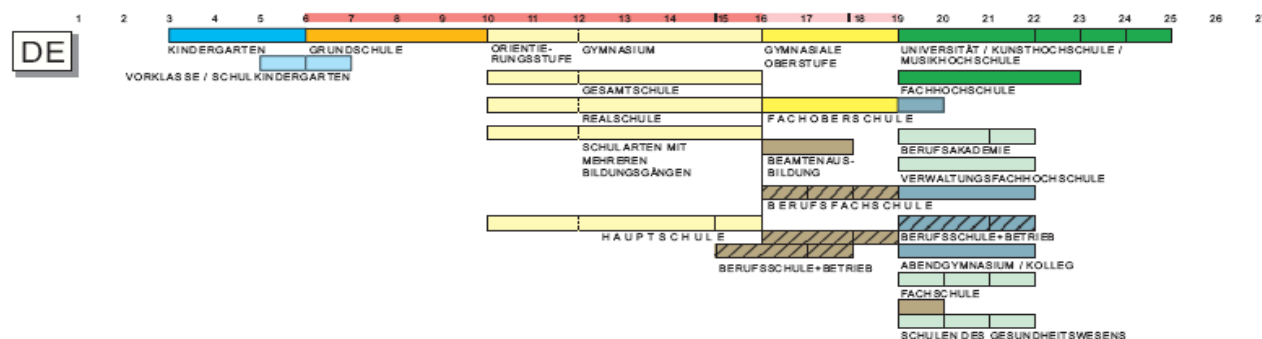 1 2 3 4 5 6 7 8 9 10 11 12 13 14 15 16 17 18 19 20 21 22 23 24 25 26
DE
KINDERGARTEN
GRUNDSCHULE
ORIENTIE-
RUNGSSTUFE
GYMNASIUM
GYMNASIALE
OBERSTUFE
UNIVERSITÄT / KUNSTHOCHSCHULE /
MUSIKHOCHSCHULE
VORKLASSE / SCHULKINDERGARTEN
GESAMTSCHULE
FACHHOCHSCHULE
REALSCHULE
FACHOBERSCHULE
SCHULARTEN MIT
MEHREREN
BILDUNGSGÄNGEN
BEAMTENAUS-
BILDUNG
BERUFSAKADEMIE
VERWALTUNGSFACHHOCHSCHULE
BERUFSFACHSCHULE
HAUPTSCHULE
BERUFSSCHULE+BETRIEB
BERUFSSCHULE+BETRIEB
ABENDGYMNASIUM / KOLLEG
FACHSCHULE
SCHULEN DES GESUNDHEITSWESENS